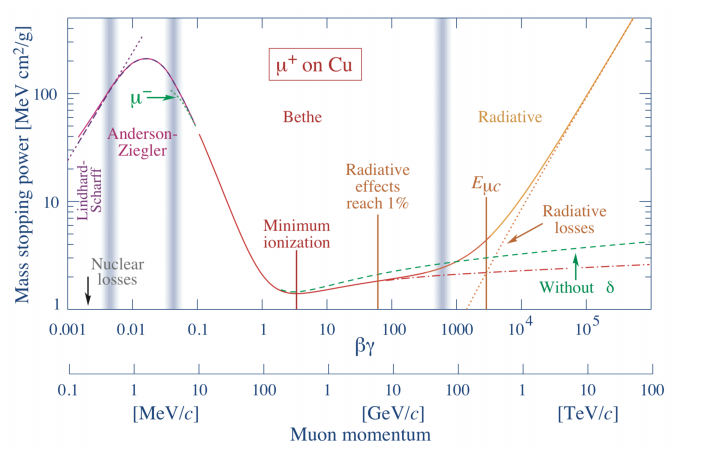 Mass stopping power [MeV cm²/g]
100
10
1
μ⁺ on Cu
μ⁻
Bethe
Radiative
Anderson-
Ziegler
Lindhard-
Scharff
Radiative
effects
reach 1%
Eμc
Minimum
ionization
Radiative
losses
Nuclear
losses
Without δ
0.001 0.01 0.1 1 10 100 1000 10⁴ 10⁵
βγ
0.1 1 10 100 1 10 100 1 10 100
[MeV/c] [GeV/c] [TeV/c]
Muon momentum